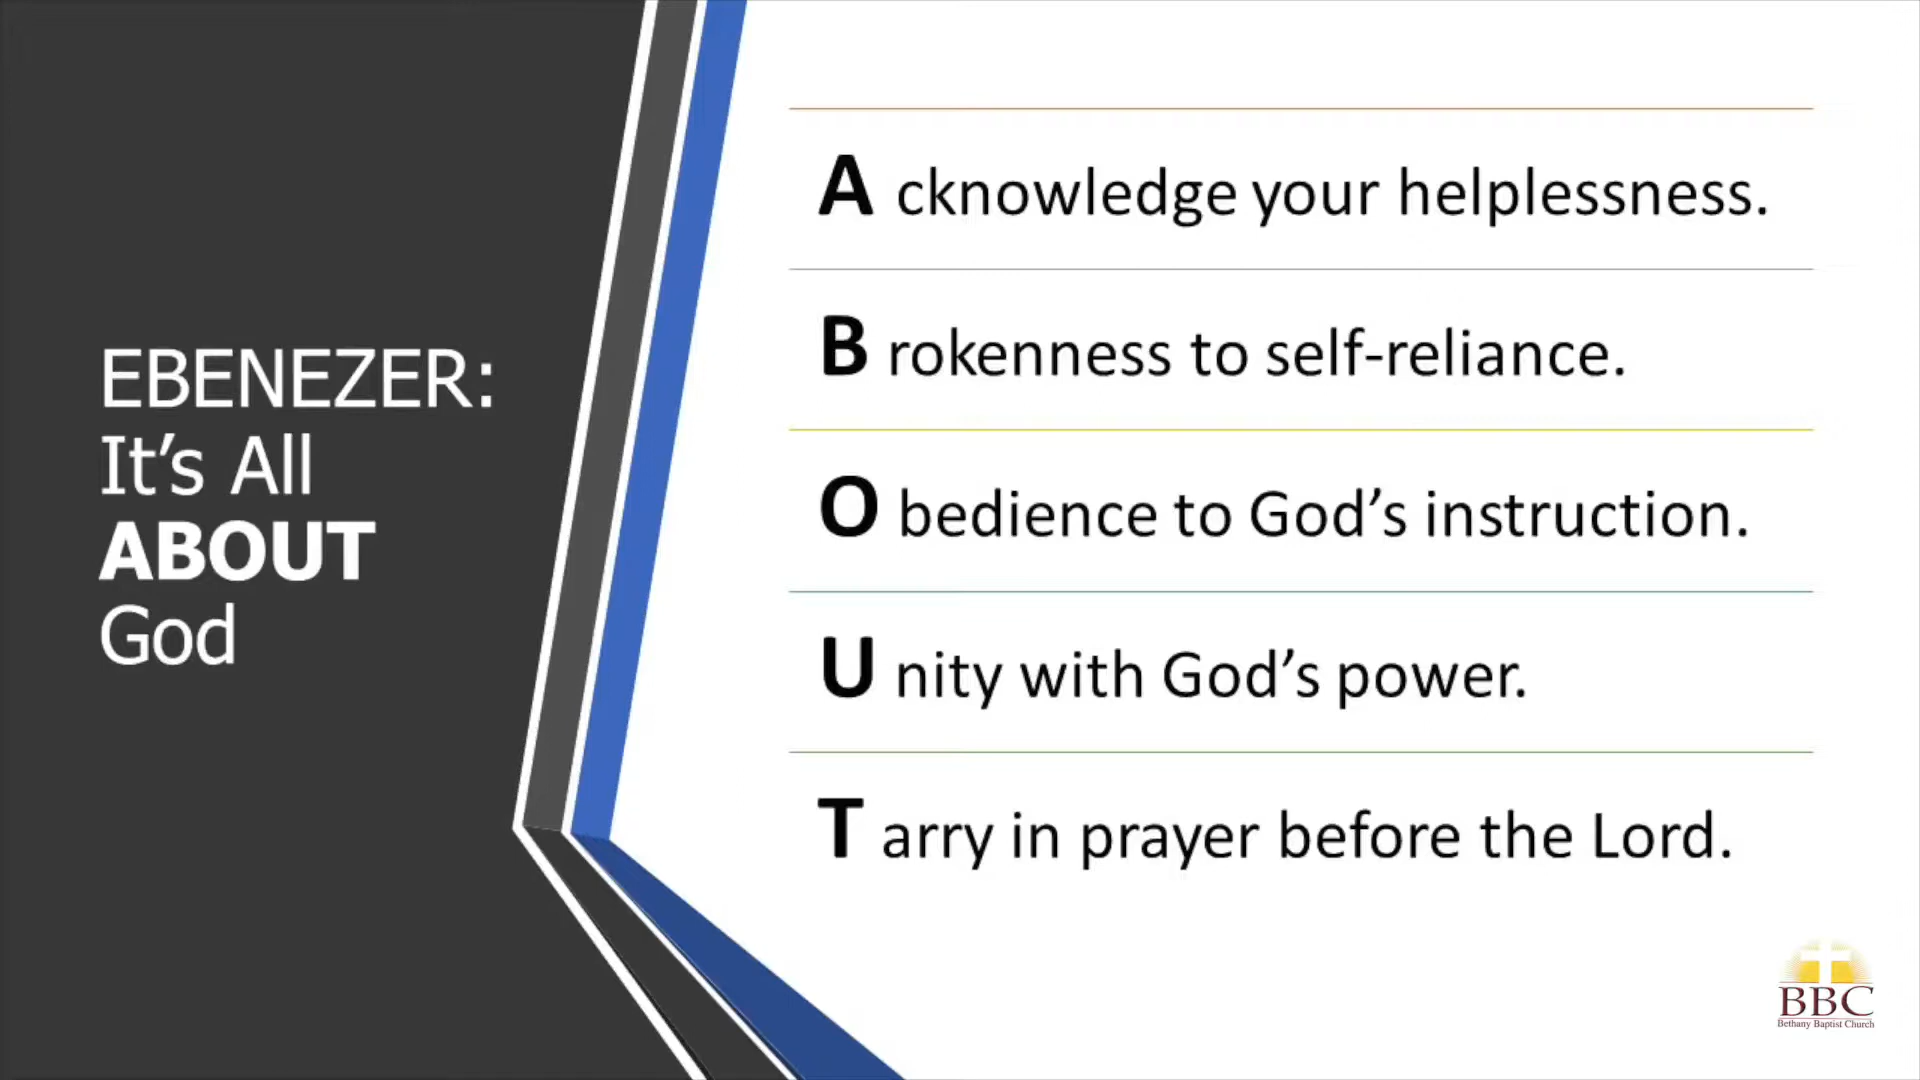 EBENEZER:
It's All
ABOUT
God
A cknowledge your helplessness.
B rokenness to self-reliance.
O bedience to God's instruction.
U nity with God's power.
T arry in prayer before the Lord.
BBC
Bethany Baptist Church